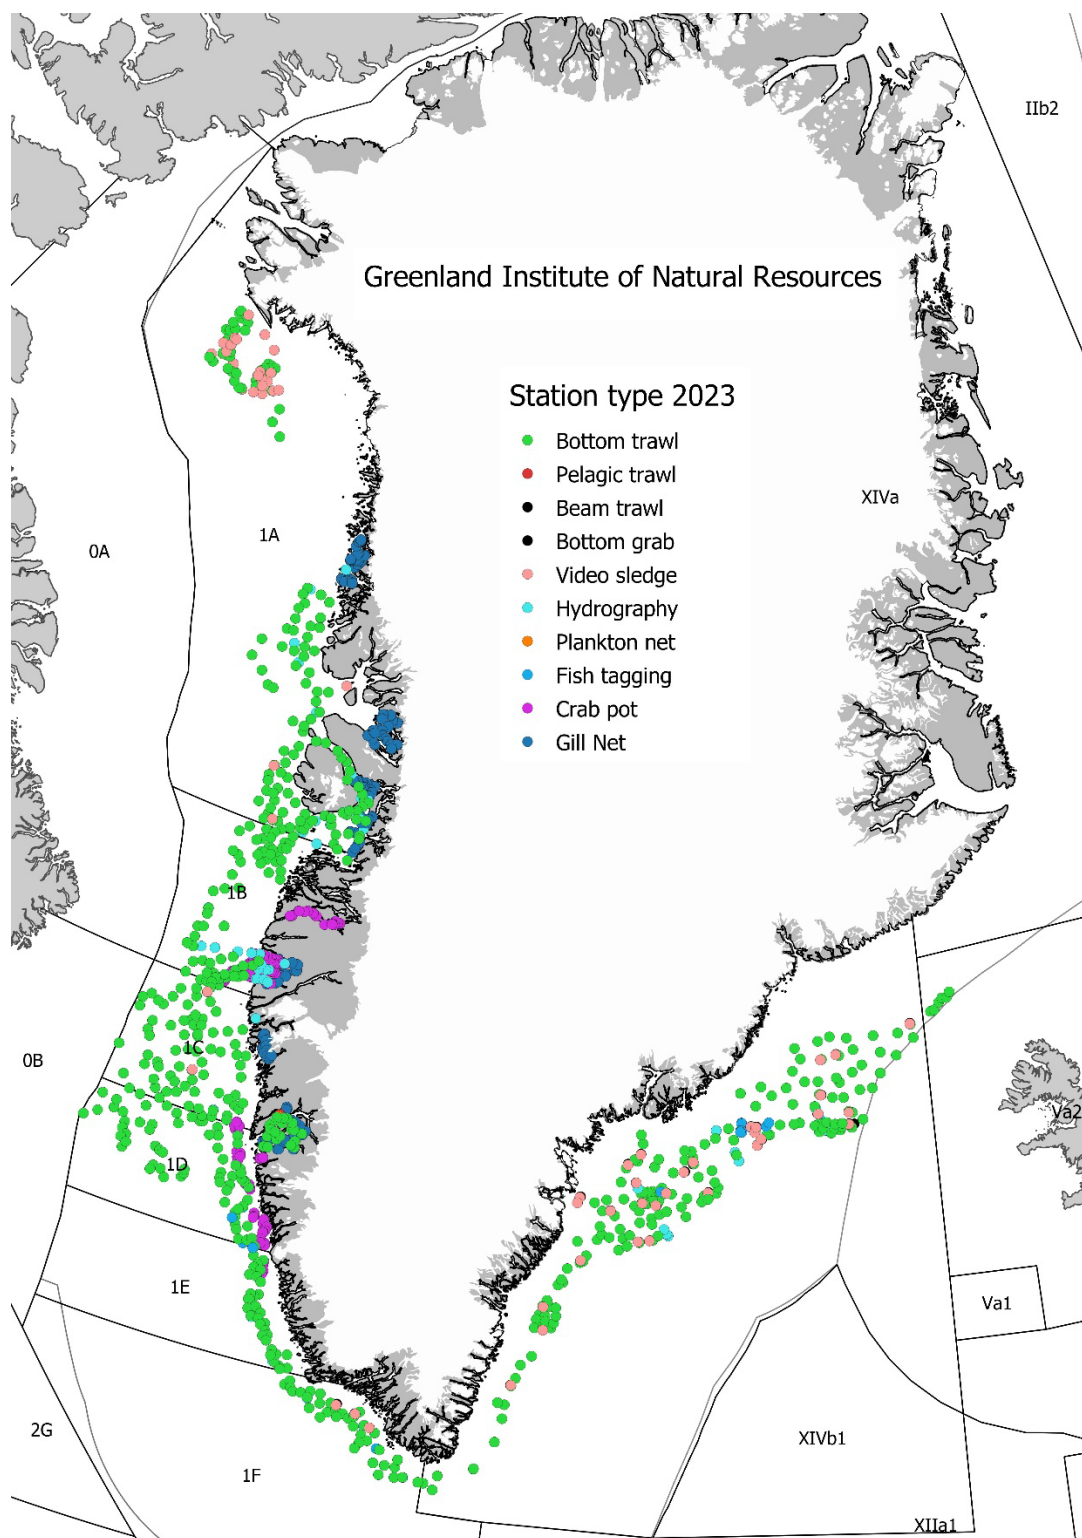 IIb2
Greenland Institute of Natural Resources
Station type 2023
Bottom trawl
Pelagic trawl
Beam trawl
Bottom grab
Video sledge
Hydrography
Plankton net
Fish tagging
Crab pot
Gill Net
XIVa
0A
1A
1B
0B
1C
Va2
1D
1E
Va1
2G
XIVb1
1F
XIIa1